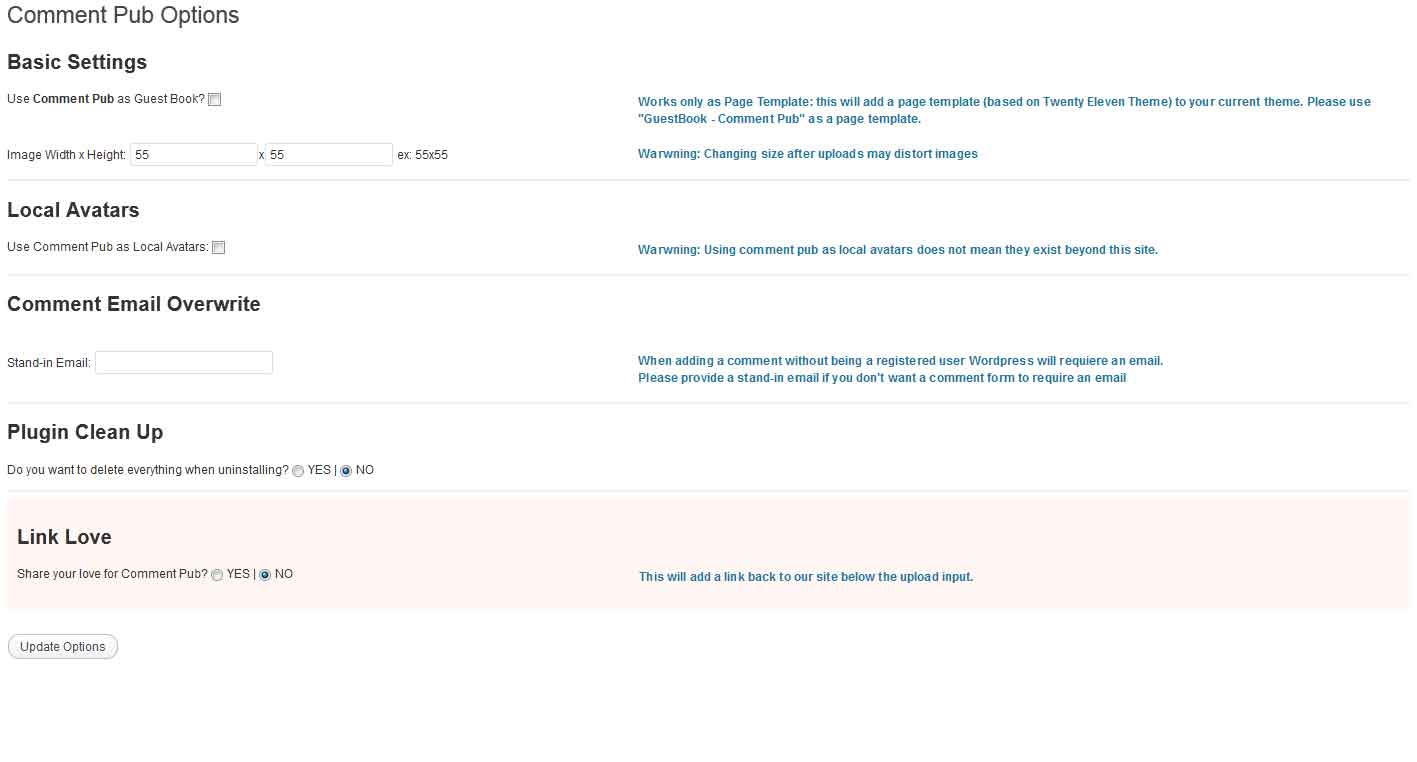 Comment Pub Options
Basic Settings
Use Comment Pub as Guest Book?
Works only as Page Template: this will add a page template (based on Twenty Eleven Theme) to your current theme. Please use
"GuestBook - Comment Pub" as a page template.
Image Width x Height: 55 x 55 ex: 55x55
Warwning: Changing size after uploads may distort images
Local Avatars
Use Comment Pub as Local Avatars:
Warwning: Using comment pub as local avatars does not mean they exist beyond this site.
Comment Email Overwrite
Stand-in Email:
When adding a comment without being a registered user Wordpress will requiere an email.
Please provide a stand-in email if you don't want a comment form to require an email
Plugin Clean Up
Do you want to delete everything when uninstalling? YES | NO
Link Love
Share your love for Comment Pub? YES | NO
This will add a link back to our site below the upload input.
Update Options